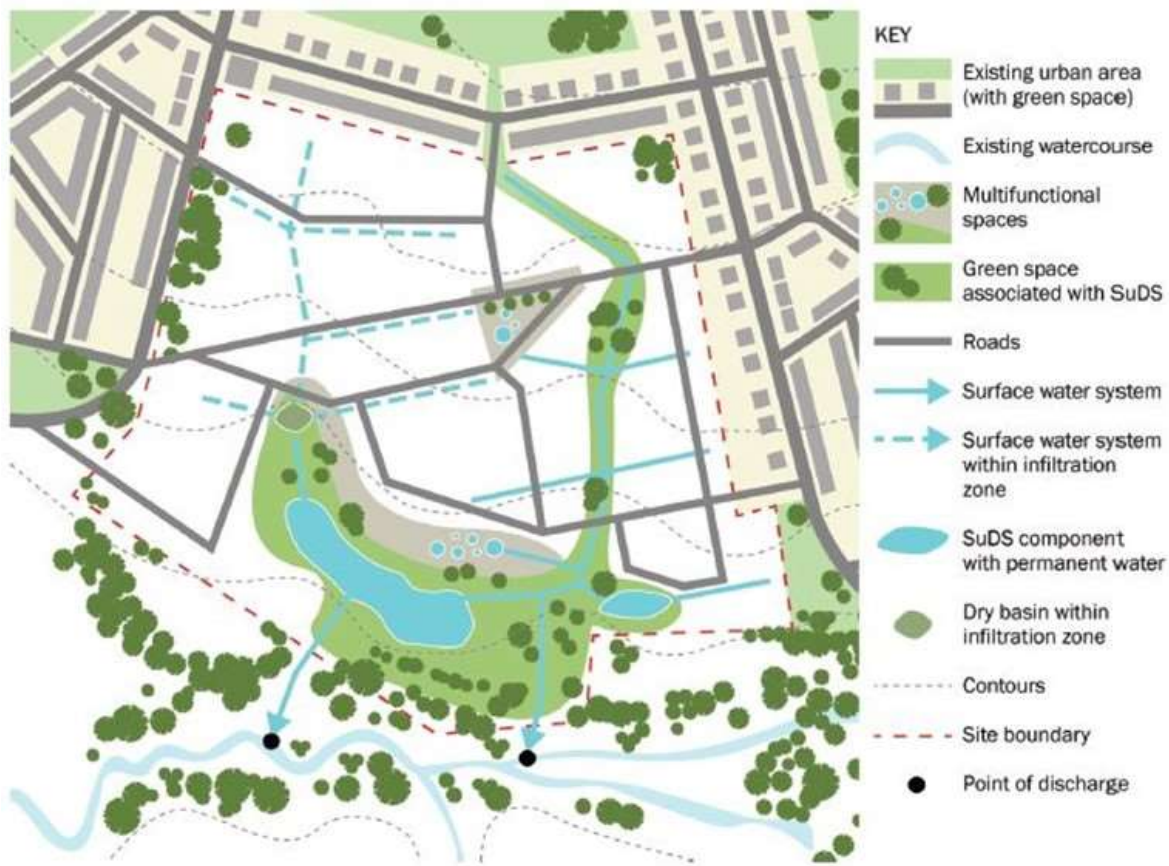 KEY
Existing urban area
(with green space)
Existing watercourse
Multifunctional
spaces
Green space
associated with SuDS
Roads
Surface water system
Surface water system
within infiltration
zone
SuDS component
with permanent water
Dry basin within
infiltration zone
Contours
Site boundary
Point of discharge